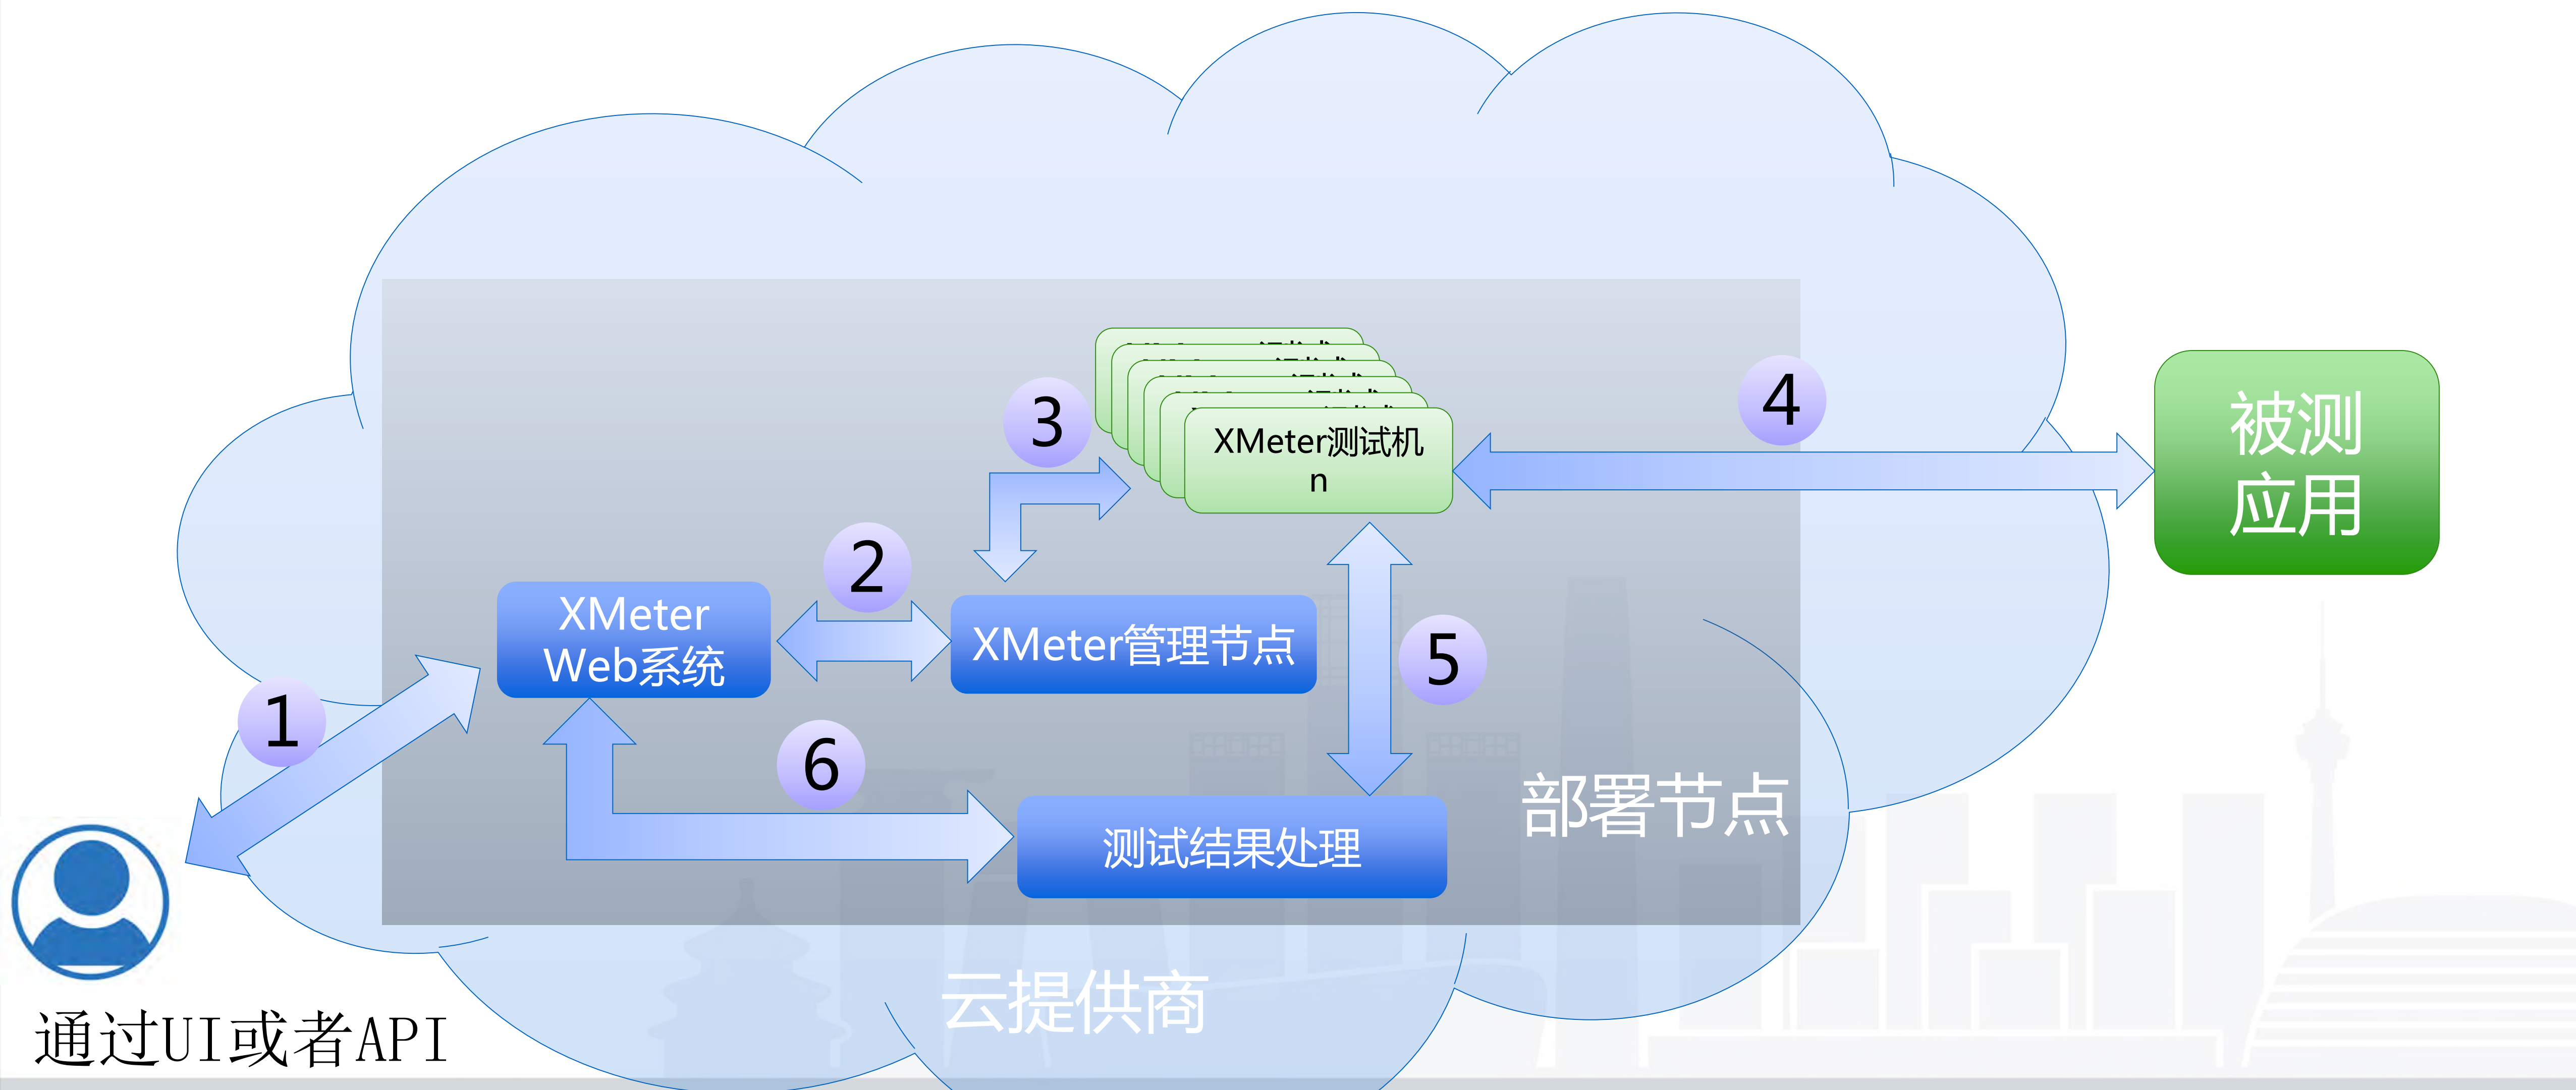 3
4
XMeter测试机
n
被测
应用
2
XMeter
Web系统
XMeter管理节点
5
1
6
测试结果处理
部署节点
云提供商
通过UI或者API